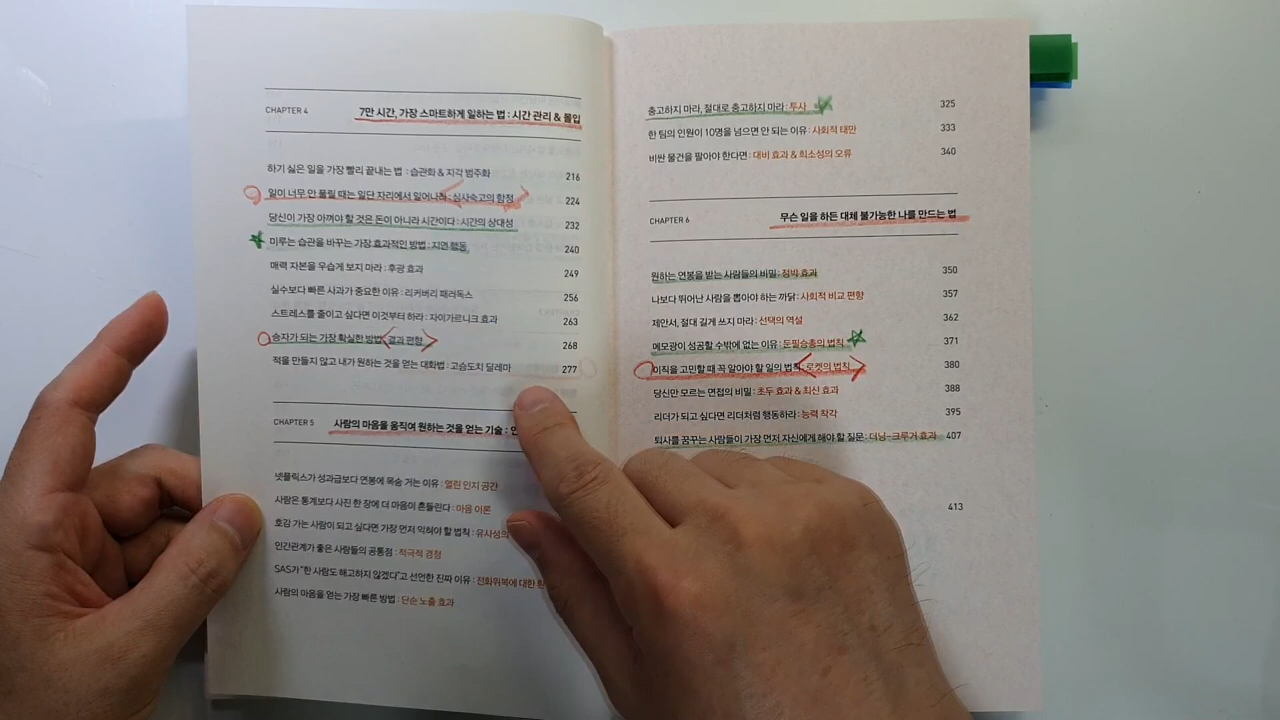 CHAPTER 4
7만 시간, 가장 스마트하게 일하는 법 : 시간 관리 & 몰입
하기 싫은 일을 가장 빨리 끝내는 법 : 습관화 & 지각 범주화 216
일이 너무 안 풀릴 때는 일단 자리에서 일어나라 : 심사숙고의 함정 224
당신이 가장 아껴야 할 것은 돈이 아니라 시간이다 : 시간의 상대성 232
미루는 습관을 바꾸는 가장 효과적인 방법 : 지연 행동 240
매력 자본을 우습게 보지 마라 : 후광 효과 249
실수보다 빠른 사과가 중요한 이유 : 리커버리 패러독스 256
스트레스를 줄이고 싶다면 이것부터 하라 : 자이가르니크 효과 263
승자가 되는 가장 확실한 방법 : 결과 편향 268
적을 만들지 않고 내가 원하는 것을 얻는 대화법 : 고슴도치 딜레마 277
CHAPTER 5
사람의 마음을 움직여 원하는 것을 얻는 기술 :
넷플릭스가 성과급보다 연봉에 목숨 거는 이유 : 열린 인지 공간
사람은 통계보다 사진 한 장에 더 마음이 흔들린다 : 마음 이론
호감 가는 사람이 되고 싶다면 가장 먼저 익혀야 할 법칙 : 유사성의
인간관계가 좋은 사람들의 공통점 : 적극적 경청
SAS가 "한 사람도 해고하지 않겠다"고 선언한 진짜 이유 : 전화위복에 대한
사람의 마음을 얻는 가장 빠른 방법 : 단순 노출 효과
충고하지 마라, 절대로 충고하지 마라 : 투사 325
한 팀의 인원이 10명을 넘으면 안 되는 이유 : 사회적 태만 333
비싼 물건을 팔아야 한다면 : 대비 효과 & 희소성의 오류 340
CHAPTER 6
무슨 일을 하든 대체 불가능한 나를 만드는 법
원하는 연봉을 받는 사람들의 비밀 : 정박 효과 350
나보다 뛰어난 사람을 뽑아야 하는 까닭 : 사회적 비교 편향 357
제안서, 절대 길게 쓰지 마라 : 선택의 역설 362
메모광이 성공할 수밖에 없는 이유 : 둔필승총의 법칙 371
이직을 고민할 때 꼭 알아야 할 일의 법칙 : 로켓의 법칙 380
당신만 모르는 면접의 비밀 : 초두 효과 & 최신 효과 388
리더가 되고 싶다면 리더처럼 행동하라 : 능력 착각 395
퇴사를 꿈꾸는 사람들이 가장 먼저 자신에게 해야 할 질문 : 더닝-크루거 효과 407
413